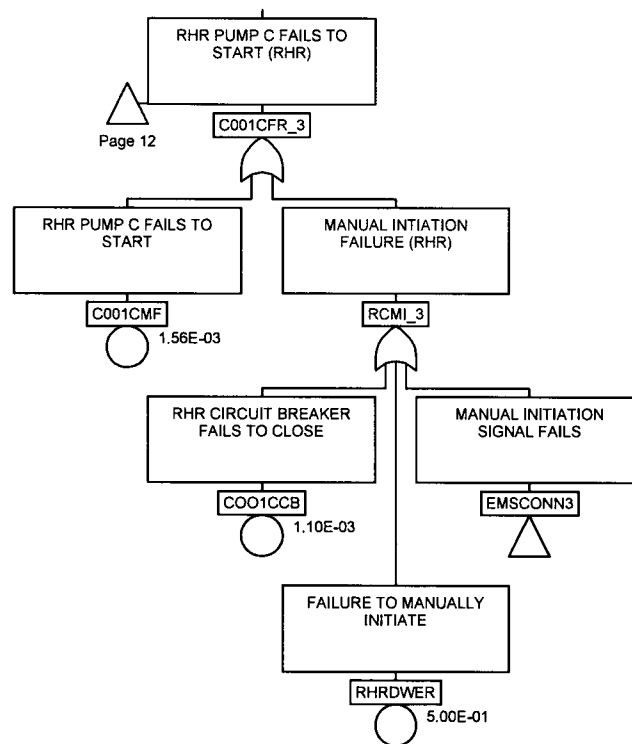 RHR PUMP C FAILS TO
START (RHR)
Page 12
C001CFR_3
RHR PUMP C FAILS TO
START
MANUAL INTIATION
FAILURE (RHR)
C001CMF
1.56E-03
RCMI_3
RHR CIRCUIT BREAKER
FAILS TO CLOSE
MANUAL INITIATION
SIGNAL FAILS
COO1CCB
1.10E-03
EMSCONN3
FAILURE TO MANUALLY
INITIATE
RHRDWER
5.00E-01